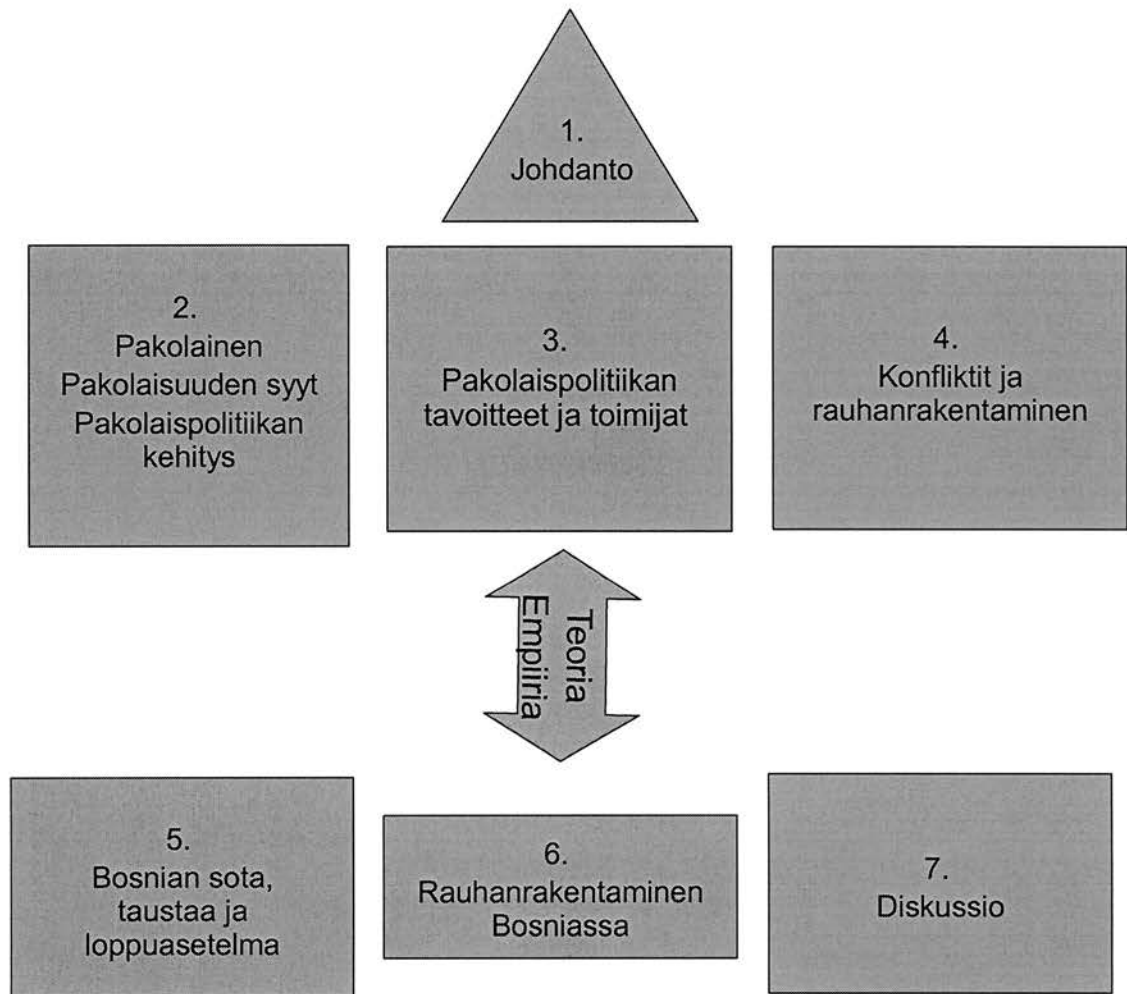 1.
Johdanto
2.
Pakolainen
Pakolaisuuden syyt
Pakolaispolitiikan
kehitys
3.
Pakolaispolitiikan
tavoitteet ja toimijat
4.
Konfliktit ja
rauhanrakentaminen
Teoria
Empiiria
5.
Bosnian sota,
taustaa ja
loppuasetelma
6.
Rauhanrakentaminen
Bosniassa
7.
Diskussio